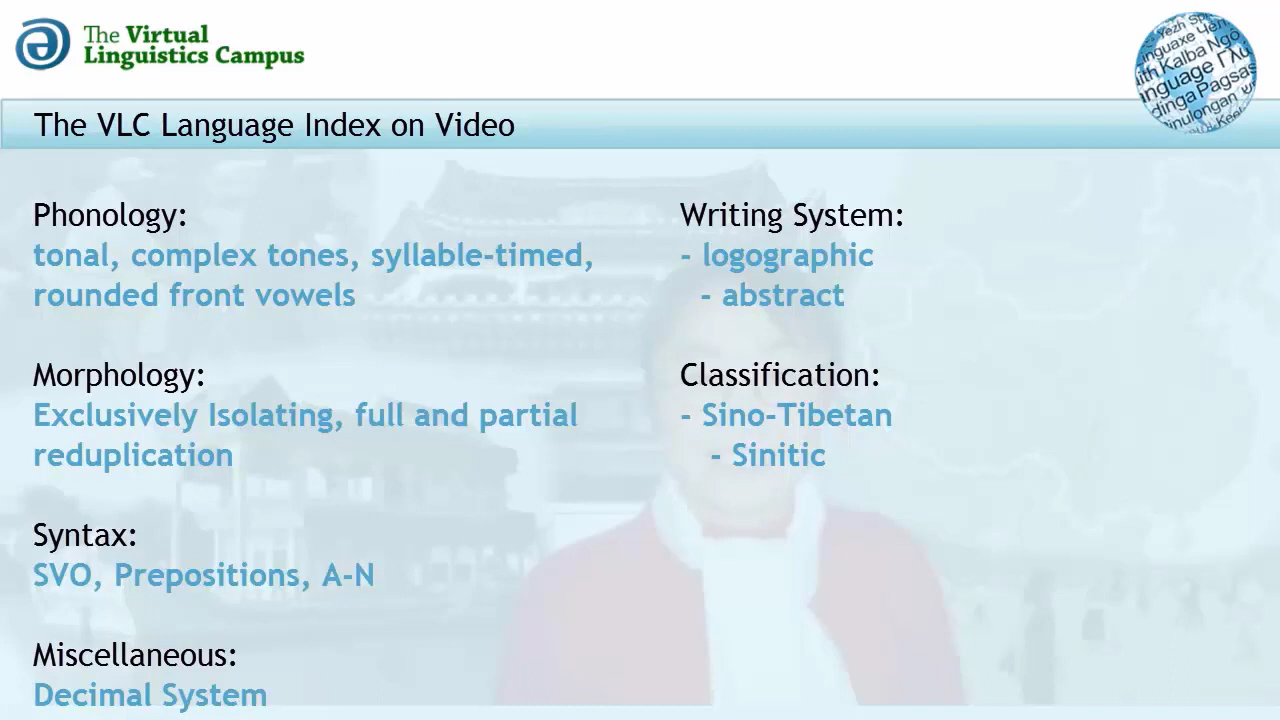 The Virtual
Linguistics Campus
The VLC Language Index on Video
Phonology:
tonal, complex tones, syllable-timed,
rounded front vowels
Morphology:
Exclusively Isolating, full and partial
reduplication
Syntax:
SVO, Prepositions, A-N
Miscellaneous:
Decimal System
Writing System:
- logographic
- abstract
Classification:
- Sino-Tibetan
- Sinitic